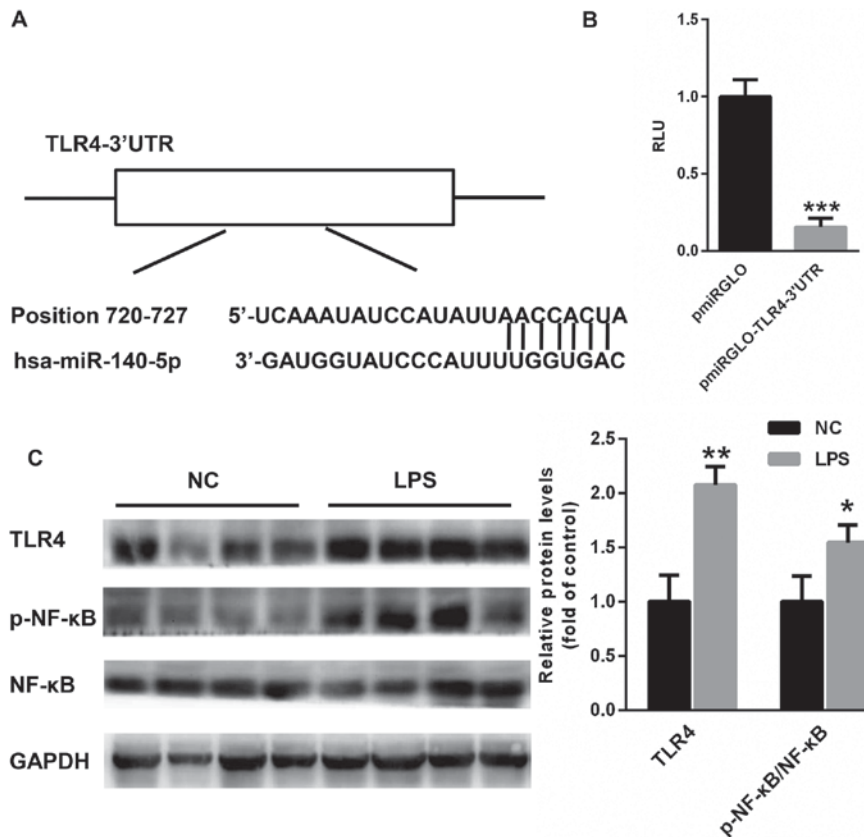 A
TLR4-3'UTR
Position 720-727 5'-UCAAAUAUCCAUAUUAACCACUA
hsa-miR-140-5p 3'-GAUGGUAUCCCAUUUUGGUGAC
B
RLU
1.5
1.0
0.5
0.0
***
pmiRGLO
pmiRGLO-TLR4-3'UTR
C
NC LPS
TLR4
p-NF-κB
NF-κB
GAPDH
Relative protein levels
(fold of control)
2.5
2.0
1.5
1.0
0.5
0.0
NC
LPS
**
*
TLR4
p-NF-κB/NF-κB